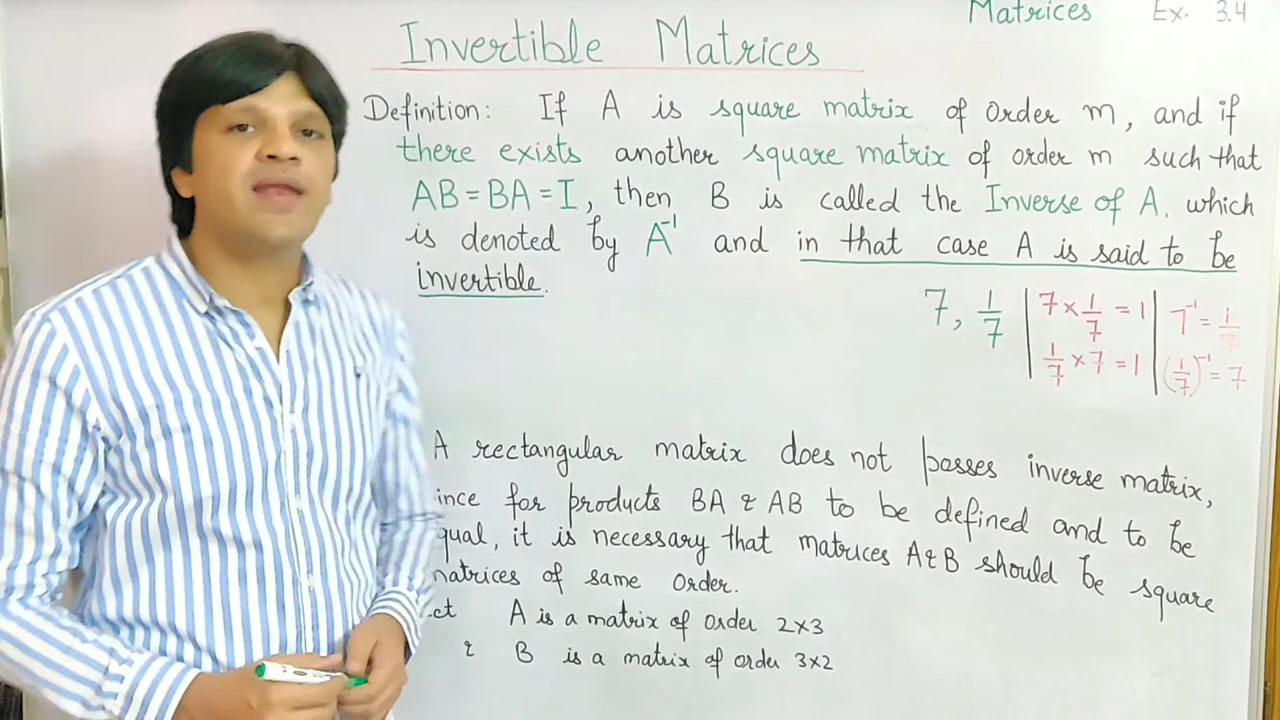 Matrices Ex. 3.4
Invertible Matrices
Definition: If A is square matrix of order m, and if
there exists another square matrix of order m such that
AB = BA = I, then B is called the Inverse of A. which
is denoted by A⁻¹ and in that case A is said to be
invertible.
7, 1/7 | 7 × 1/7 = 1 | 7⁻¹ = 1/7
1/7 × 7 = 1 | (1/7)⁻¹ = 7
A rectangular matrix does not posses inverse matrix,
ince for products BA & AB to be defined and to be
qual, it is necessary that matrices A & B should be square
matrices of same order.
et A is a matrix of order 2×3
& B is a matrix of order 3×2